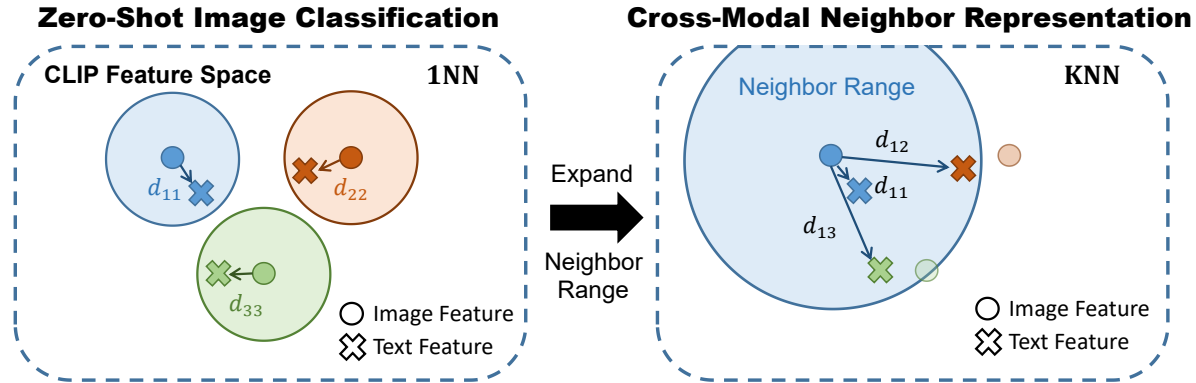 Zero-Shot Image Classification
CLIP Feature Space
1NN
d₁₁
d₂₂
d₃₃
Image Feature
Text Feature
Expand
Neighbor
Range
Cross-Modal Neighbor Representation
Neighbor Range
KNN
d₁₂
d₁₁
d₁₃
Image Feature
Text Feature